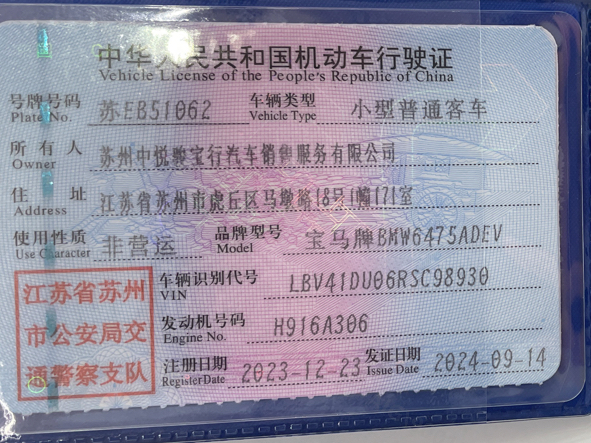 中华人民共和国机动车行驶证
Vehicle License of the People's Republic of China
号牌号码 苏EB51062 车辆类型 小型普通客车
Plate No. Vehicle Type
所有人 苏州中悦骏宝行汽车销售服务有限公司
Owner
住址 江苏省苏州市虎丘区马墩路18号1幢171室
Address
使用性质 非营运 品牌型号 宝马牌BMW6475ADEV
Use Character Model
车辆识别代号 LBV41DU06RSC98930
VIN
发动机号码 H916A306
Engine No.
注册日期 2023-12-23 发证日期 2024-09-14
Register Date Issue Date
江苏省苏州
市公安局交
通警察支队